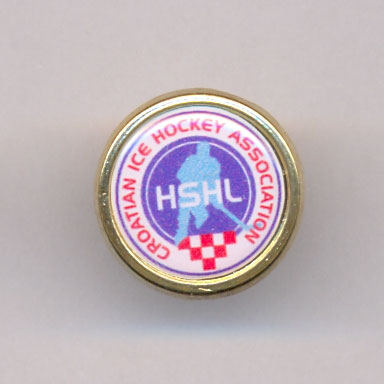 CROATIAN ICE HOCKEY ASSOCIATION
HSHL